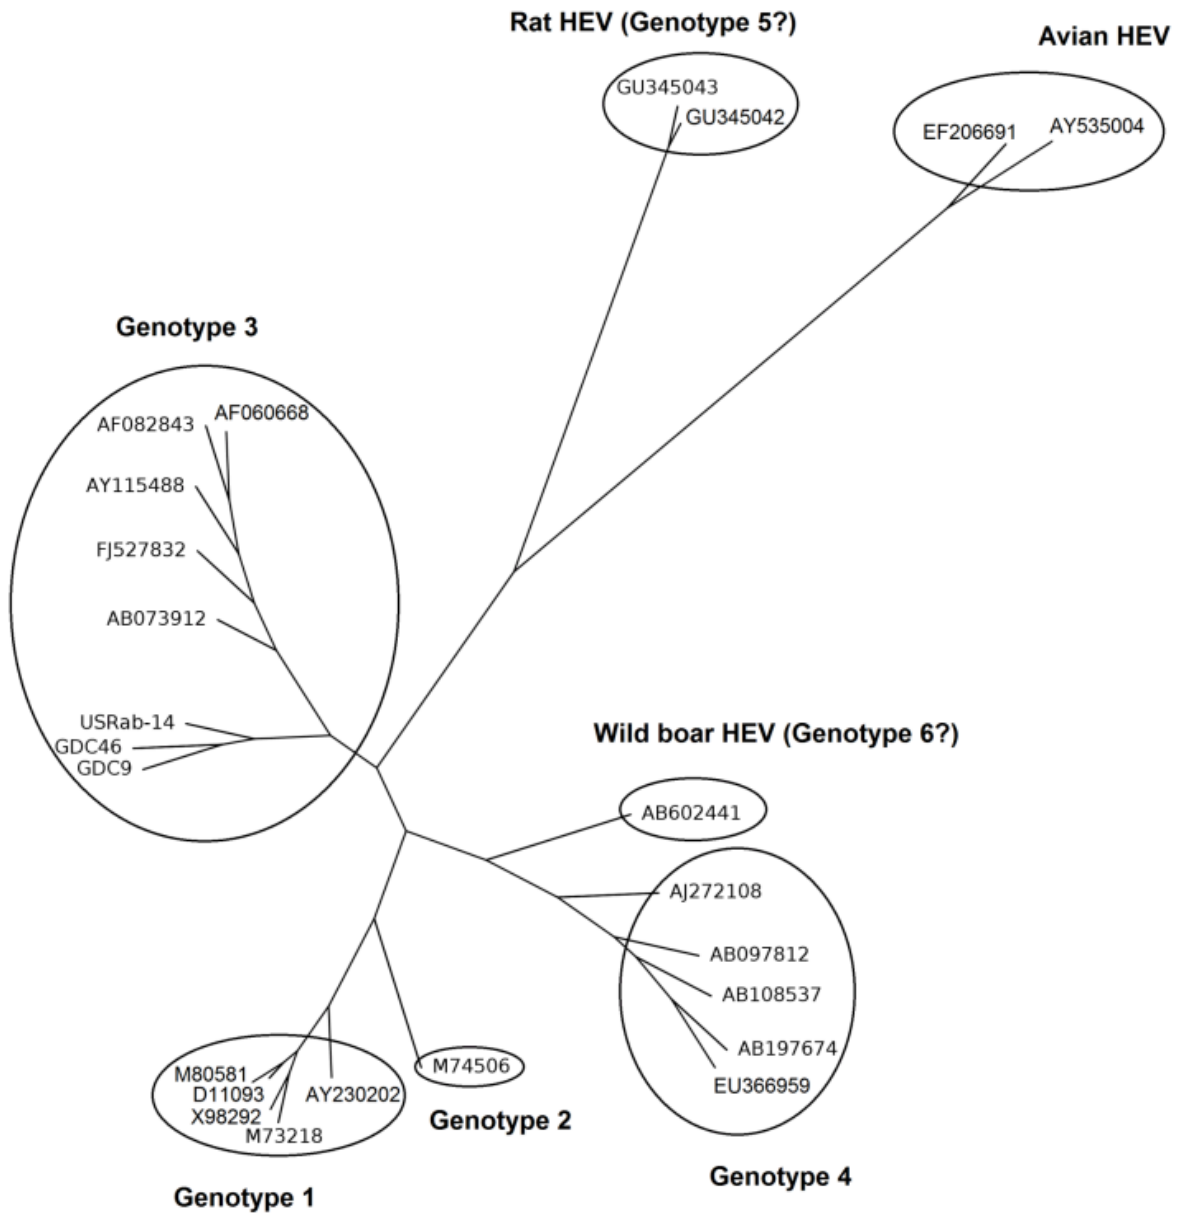 Rat HEV (Genotype 5?)
Avian HEV
GU345043
GU345042
EF206691
AY535004
Genotype 3
AF082843
AF060668
AY115488
FJ527832
AB073912
USRab-14
GDC46
GDC9
Wild boar HEV (Genotype 6?)
AB602441
AJ272108
AB097812
AB108537
AB197674
EU366959
Genotype 4
M80581
D11093
X98292
M73218
AY230202
Genotype 1
M74506
Genotype 2